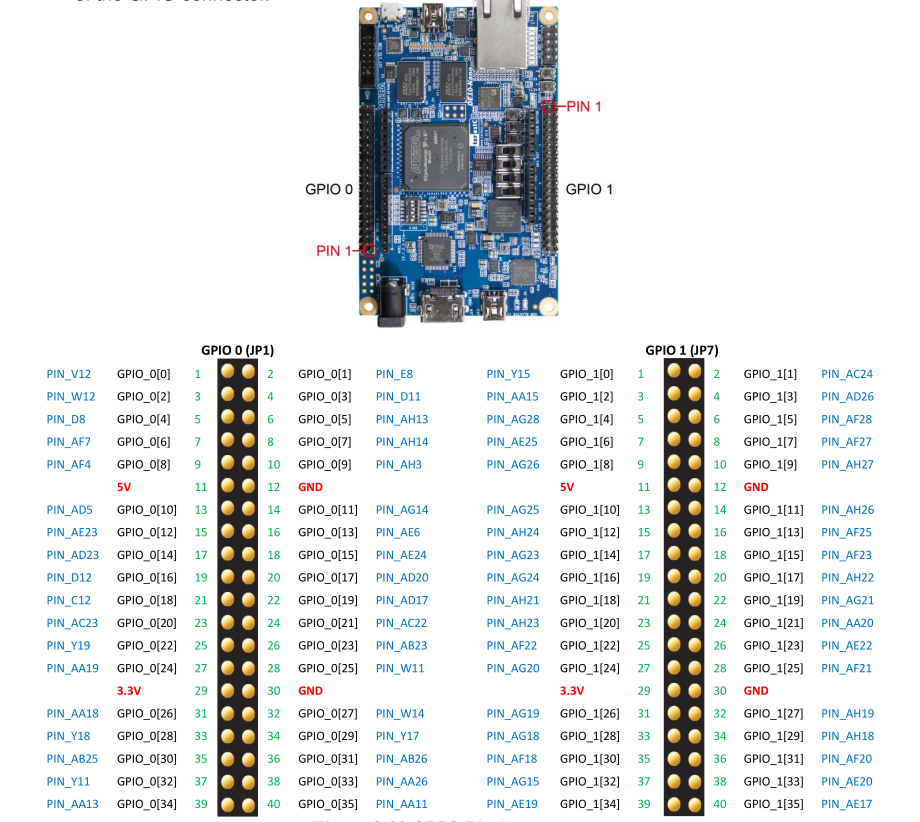 DE10-Nano
ALTERA
PIN 1
GPIO 0
GPIO 1
PIN 1
GPIO 0 (JP1)
GPIO 1 (JP7)
PIN_V12 GPIO_0[0] 1 2 GPIO_0[1] PIN_E8 PIN_Y15 GPIO_1[0] 1 2 GPIO_1[1] PIN_AC24
PIN_W12 GPIO_0[2] 3 4 GPIO_0[3] PIN_D11 PIN_AA15 GPIO_1[2] 3 4 GPIO_1[3] PIN_AD26
PIN_D8 GPIO_0[4] 5 6 GPIO_0[5] PIN_AH13 PIN_AG28 GPIO_1[4] 5 6 GPIO_1[5] PIN_AF28
PIN_AF7 GPIO_0[6] 7 8 GPIO_0[7] PIN_AH14 PIN_AE25 GPIO_1[6] 7 8 GPIO_1[7] PIN_AF27
PIN_AF4 GPIO_0[8] 9 10 GPIO_0[9] PIN_AH3 PIN_AG26 GPIO_1[8] 9 10 GPIO_1[9] PIN_AH27
5V 11 12 GND 5V 11 12 GND
PIN_AD5 GPIO_0[10] 13 14 GPIO_0[11] PIN_AG14 PIN_AG25 GPIO_1[10] 13 14 GPIO_1[11] PIN_AH26
PIN_AE23 GPIO_0[12] 15 16 GPIO_0[13] PIN_AE6 PIN_AH24 GPIO_1[12] 15 16 GPIO_1[13] PIN_AF25
PIN_AD23 GPIO_0[14] 17 18 GPIO_0[15] PIN_AE24 PIN_AG23 GPIO_1[14] 17 18 GPIO_1[15] PIN_AF23
PIN_D12 GPIO_0[16] 19 20 GPIO_0[17] PIN_AD20 PIN_AG24 GPIO_1[16] 19 20 GPIO_1[17] PIN_AH22
PIN_C12 GPIO_0[18] 21 22 GPIO_0[19] PIN_AD17 PIN_AH21 GPIO_1[18] 21 22 GPIO_1[19] PIN_AG21
PIN_AC23 GPIO_0[20] 23 24 GPIO_0[21] PIN_AC22 PIN_AH23 GPIO_1[20] 23 24 GPIO_1[21] PIN_AA20
PIN_Y19 GPIO_0[22] 25 26 GPIO_0[23] PIN_AB23 PIN_AF22 GPIO_1[22] 25 26 GPIO_1[23] PIN_AE22
PIN_AA19 GPIO_0[24] 27 28 GPIO_0[25] PIN_W11 PIN_AG20 GPIO_1[24] 27 28 GPIO_1[25] PIN_AF21
3.3V 29 30 GND 3.3V 29 30 GND
PIN_AA18 GPIO_0[26] 31 32 GPIO_0[27] PIN_W14 PIN_AG19 GPIO_1[26] 31 32 GPIO_1[27] PIN_AH19
PIN_Y18 GPIO_0[28] 33 34 GPIO_0[29] PIN_Y17 PIN_AG18 GPIO_1[28] 33 34 GPIO_1[29] PIN_AH18
PIN_AB25 GPIO_0[30] 35 36 GPIO_0[31] PIN_AB26 PIN_AF18 GPIO_1[30] 35 36 GPIO_1[31] PIN_AF20
PIN_Y11 GPIO_0[32] 37 38 GPIO_0[33] PIN_AA26 PIN_AG15 GPIO_1[32] 37 38 GPIO_1[33] PIN_AE20
PIN_AA13 GPIO_0[34] 39 40 GPIO_0[35] PIN_AA11 PIN_AE19 GPIO_1[34] 39 40 GPIO_1[35] PIN_AE17